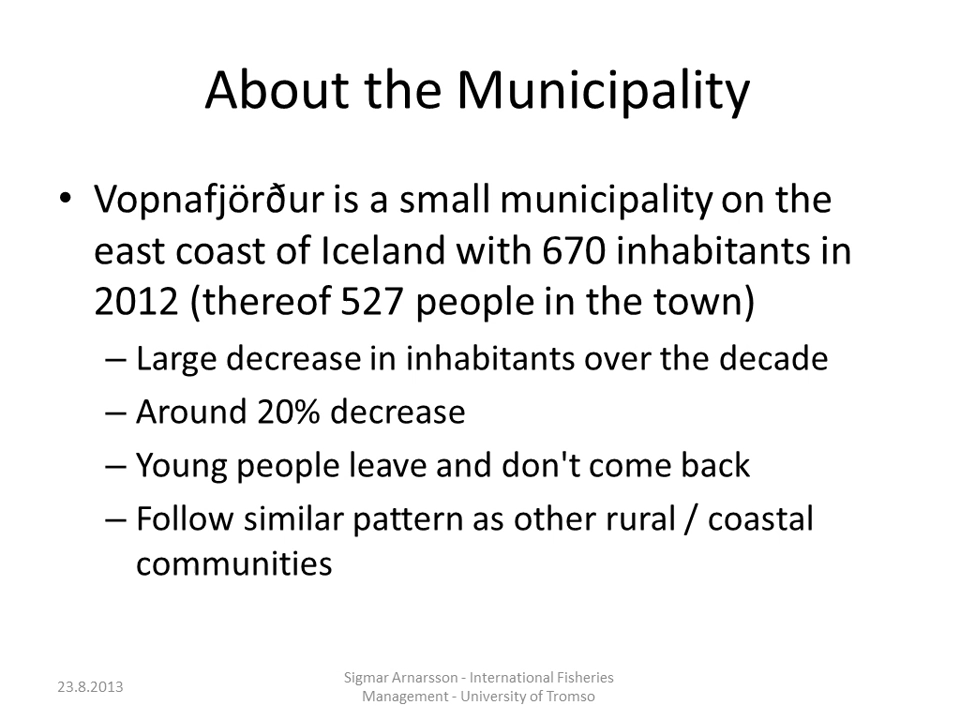 About the Municipality
• Vopnafjörður is a small municipality on the
east coast of Iceland with 670 inhabitants in
2012 (thereof 527 people in the town)
– Large decrease in inhabitants over the decade
– Around 20% decrease
– Young people leave and don't come back
– Follow similar pattern as other rural / coastal
communities
23.8.2013
Sigmar Arnarsson - International Fisheries
Management - University of Tromso